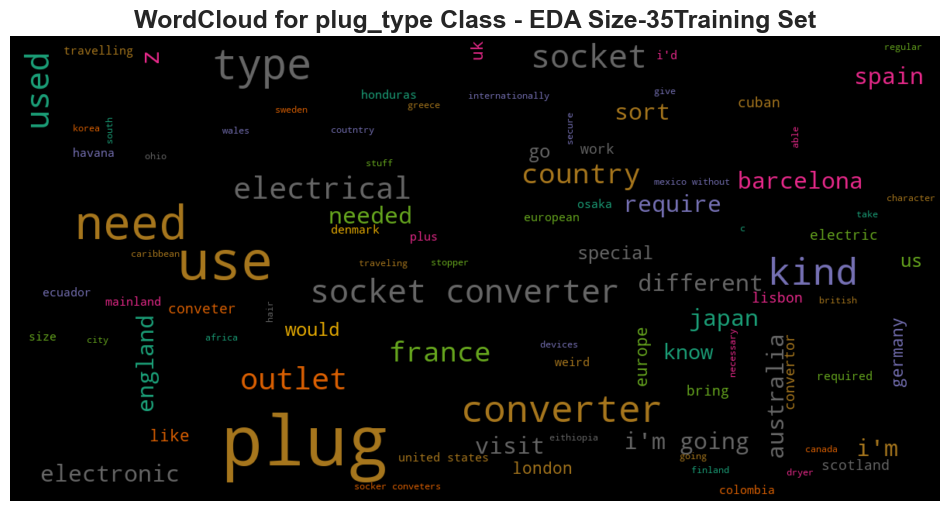 WordCloud for plug_type Class - EDA Size-35Training Set
used
travelling
z
type
uk
socket
i'd
regular
spain
honduras
internationally
give
sweden
greece
sort
cuban
korea
south
wales
coutntry
secure
able
havana
ohio
stuff
go
work
country
electrical
mexico without
barcelona
character
need
needed
denmark
plus
european
osaka
require
take
c
electric
caribbean
use
traveling
stopper
special
different
kind
us
ecuador
mainland
conveter
hair
socket converter
lisbon
british
size
city
england
africa
would
france
devices
weird
europe
japan
know
necessary
australia
convertor
germany
outlet
bring
required
plug
converter
like
visit
eithiopia
i'm going
i'm
canada
electronic
united states
london
going
finland
dryer
scotland
socker conveters
colombia